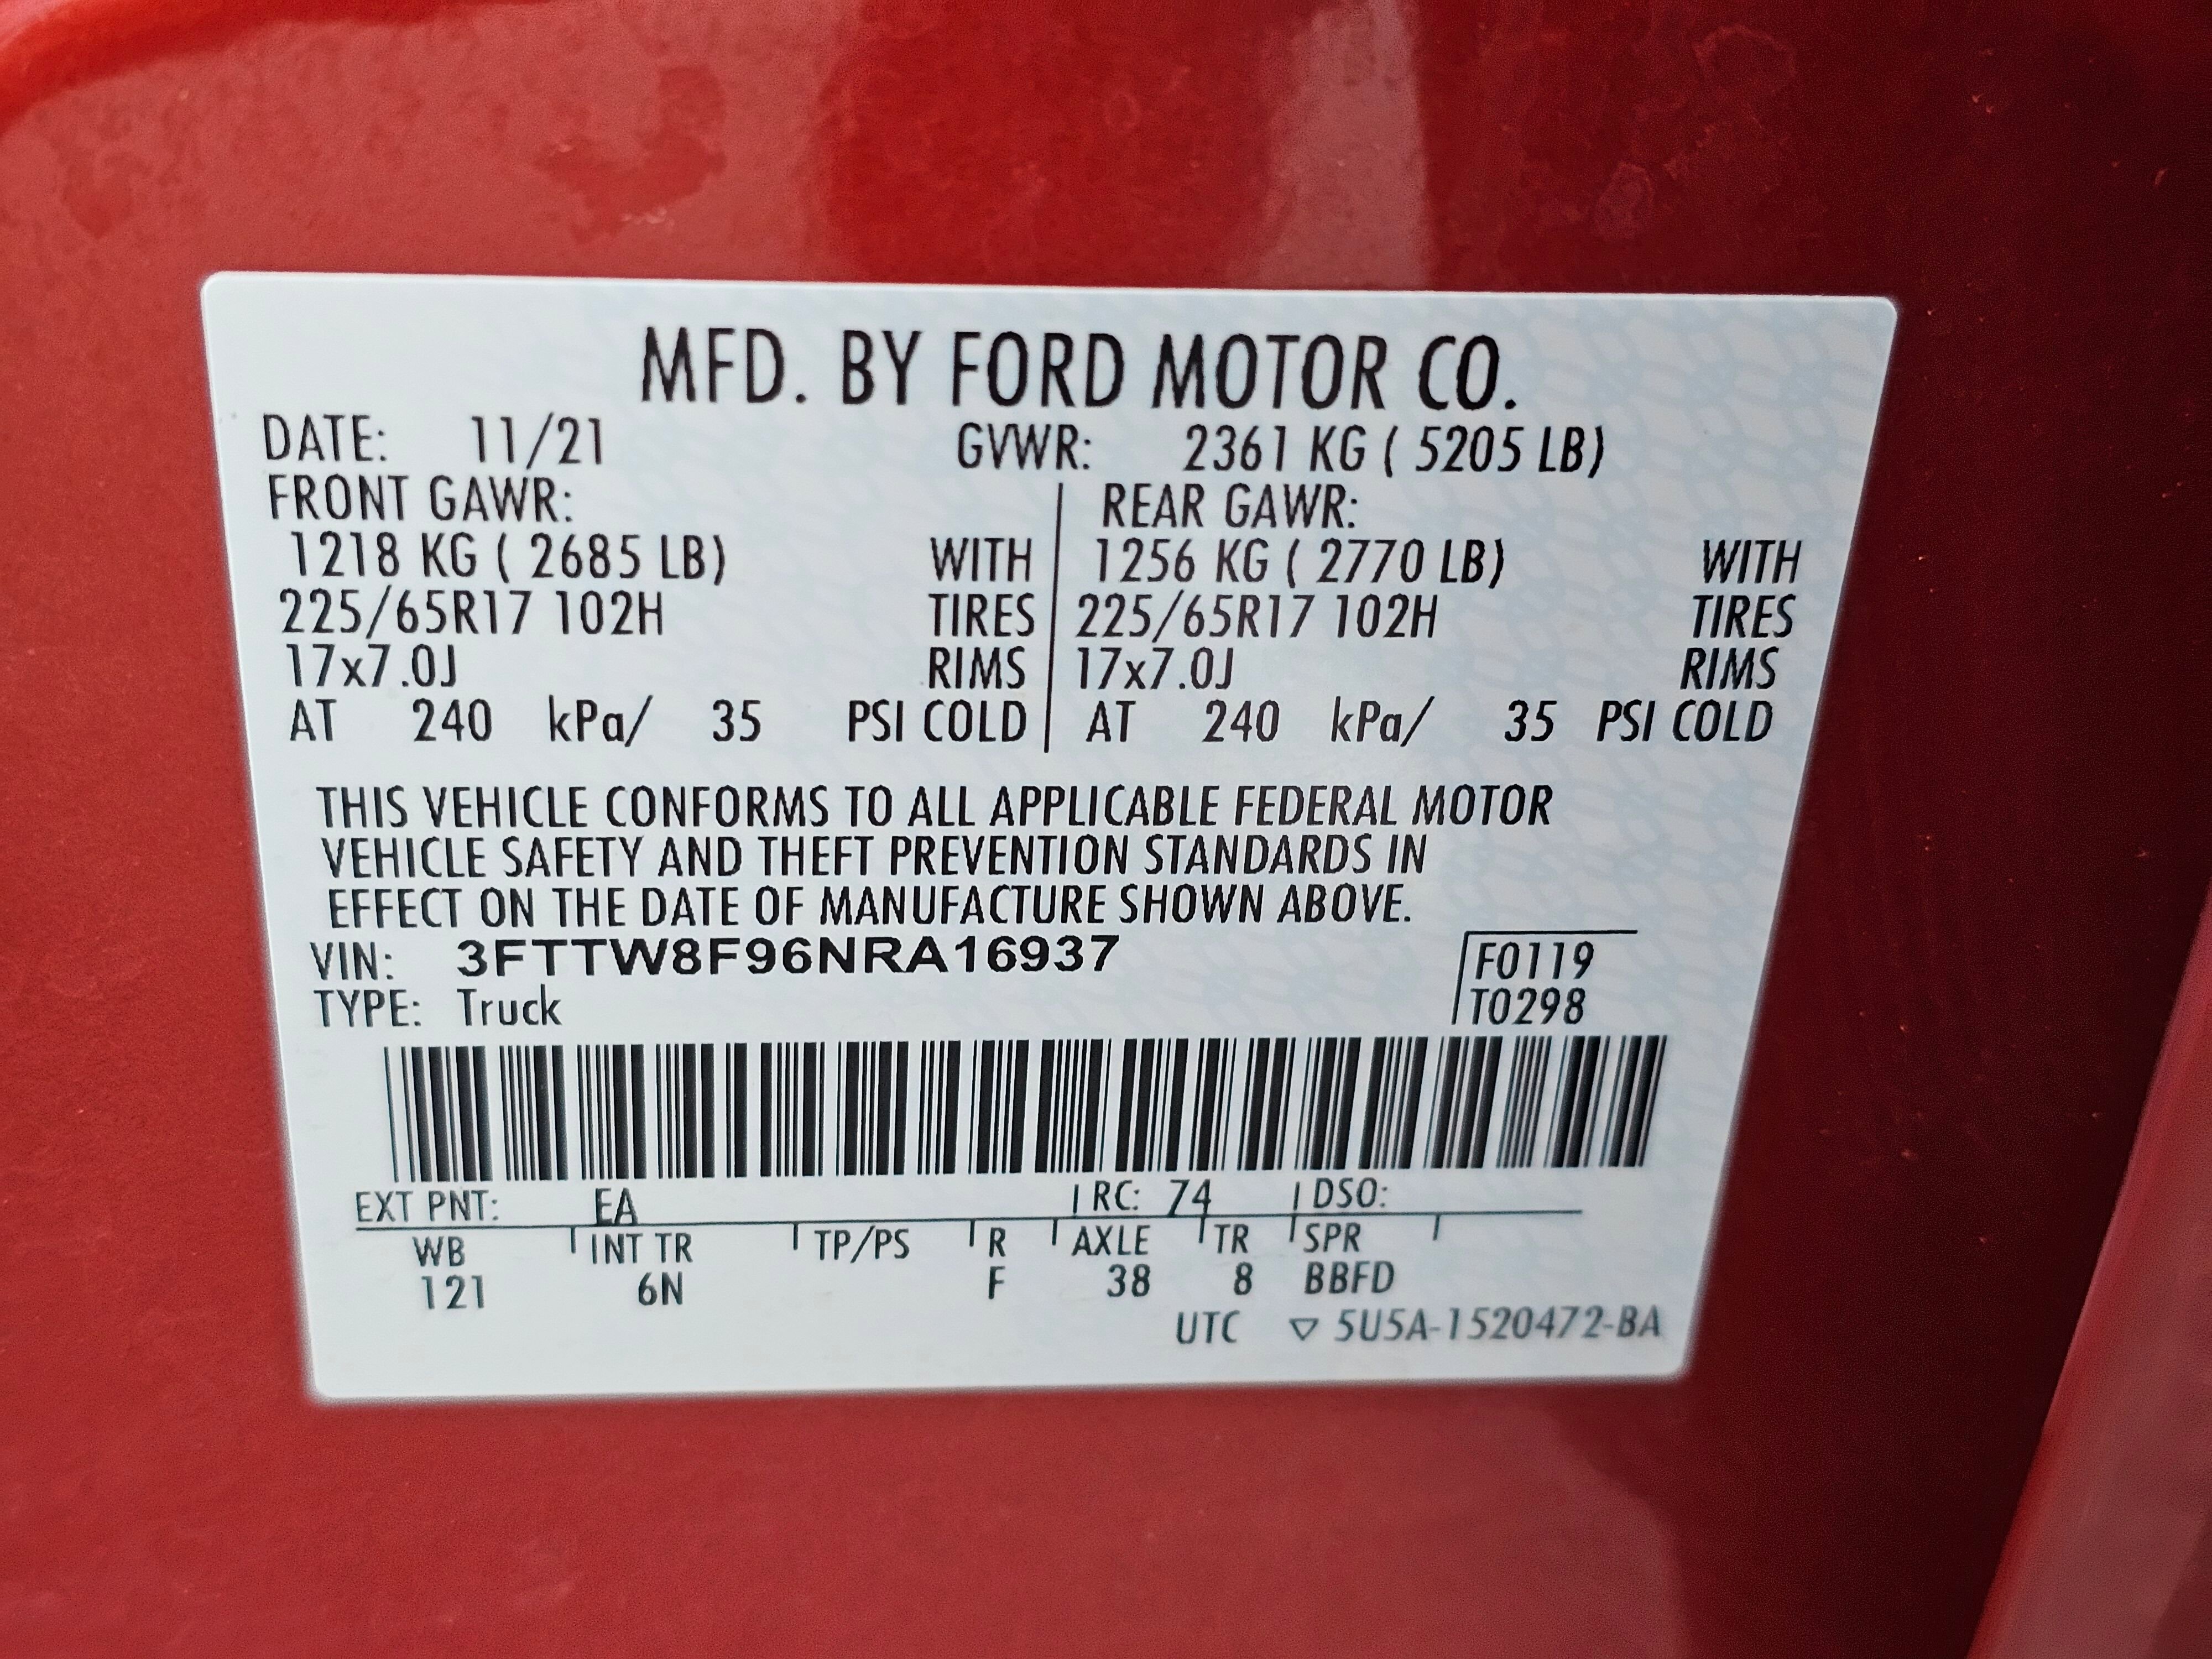 MFD. BY FORD MOTOR CO.
DATE: 11/21 GVWR: 2361 KG ( 5205 LB)
FRONT GAWR: REAR GAWR:
1218 KG ( 2685 LB) WITH 1256 KG ( 2770 LB) WITH
225/65R17 102H TIRES 225/65R17 102H TIRES
17x7.0J RIMS 17x7.0J RIMS
AT 240 kPa/ 35 PSI COLD AT 240 kPa/ 35 PSI COLD
THIS VEHICLE CONFORMS TO ALL APPLICABLE FEDERAL MOTOR
VEHICLE SAFETY AND THEFT PREVENTION STANDARDS IN
EFFECT ON THE DATE OF MANUFACTURE SHOWN ABOVE.
VIN: 3FTTW8F96NRA16937 F0119
TYPE: Truck T0298
EXT PNT: EA RC: 74 DSO:
WB INT TR TP/PS R AXLE TR SPR
121 6N F 38 8 BBFD
UTC ▽ 5U5A-1520472-BA